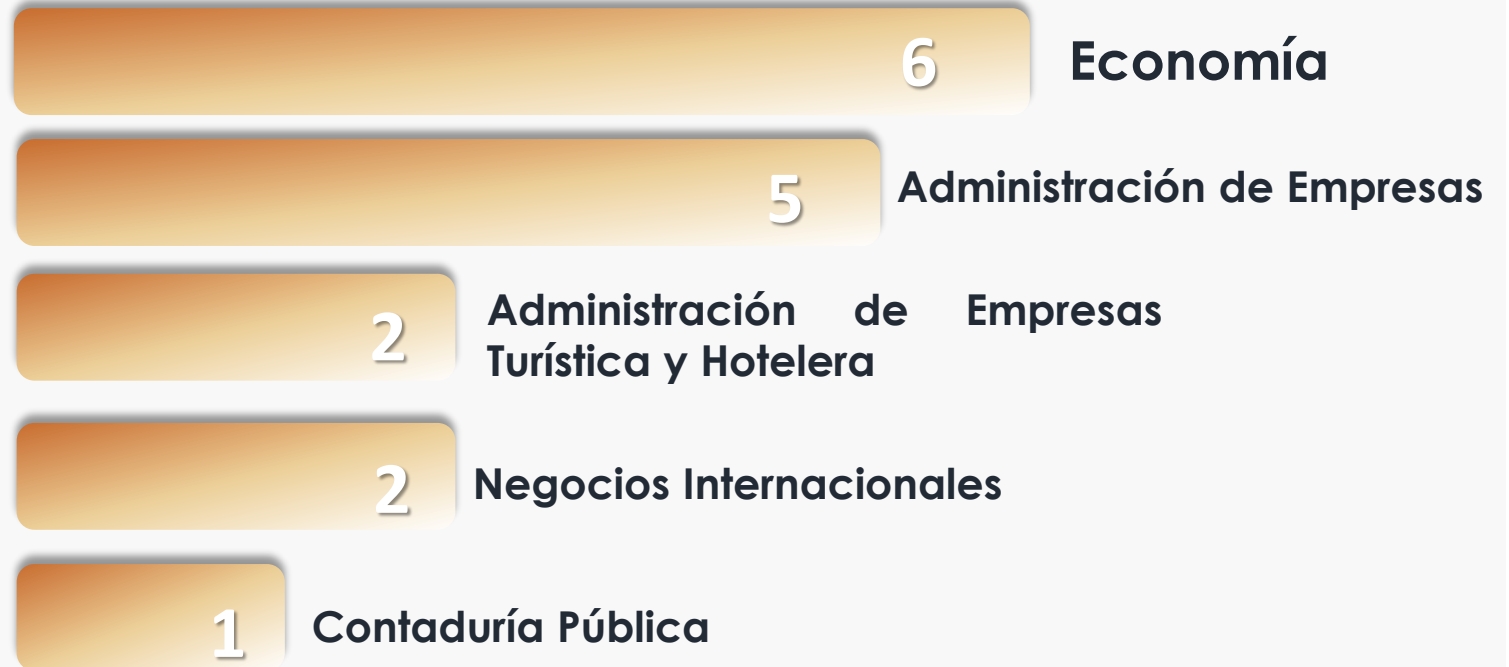 6 Economía
5 Administración de Empresas
2 Administración de Empresas
Turística y Hotelera
2 Negocios Internacionales
1 Contaduría Pública